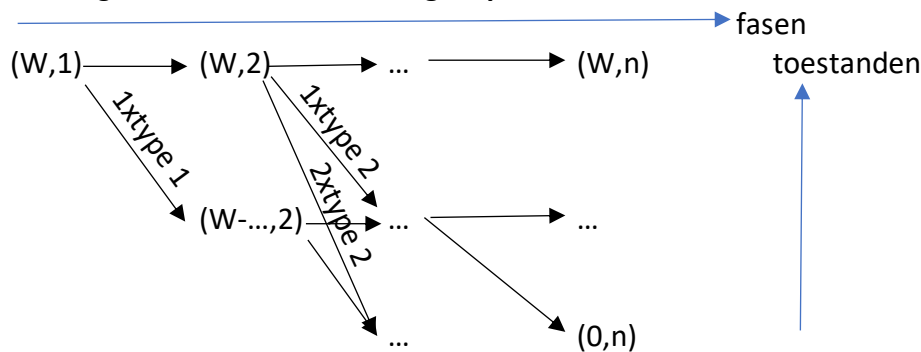 fasen
(W,1) (W,2) ... (W,n) toestanden
1xtype 1
1xtype 2
2xtype 2
(W-...,2) ... ...
... (0,n)